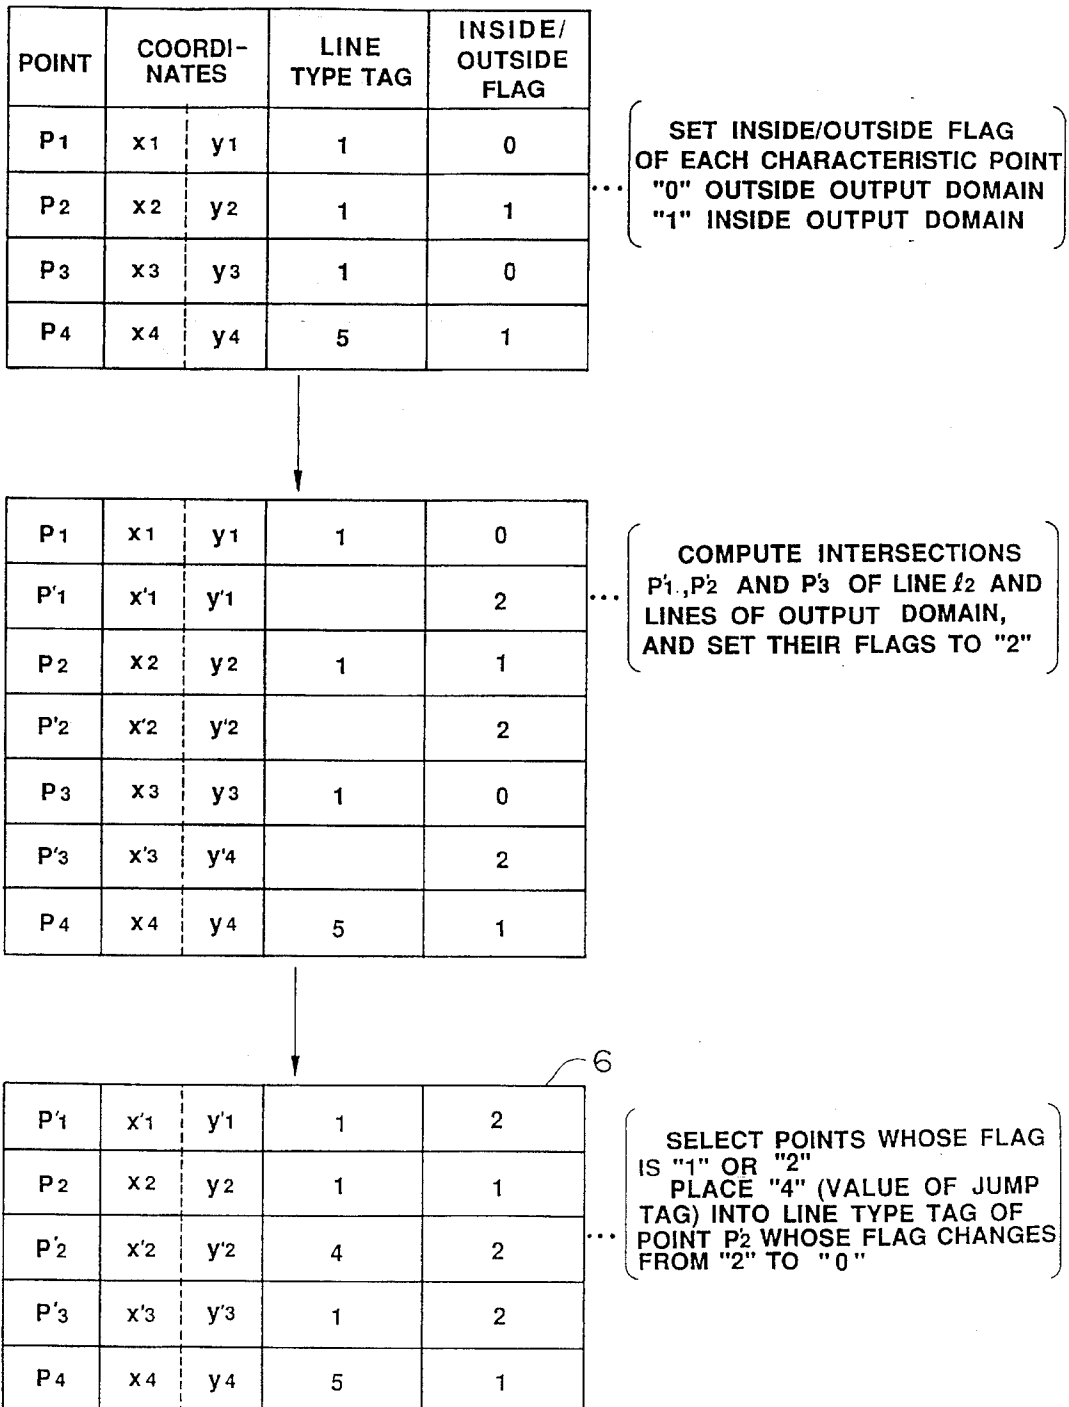 POINT COORDI- LINE INSIDE/
NATES TYPE TAG OUTSIDE
FLAG
P1 x1 y1 1 0
P2 x2 y2 1 1
P3 x3 y3 1 0
P4 x4 y4 5 1
... SET INSIDE/OUTSIDE FLAG
OF EACH CHARACTERISTIC POINT
"0" OUTSIDE OUTPUT DOMAIN
"1" INSIDE OUTPUT DOMAIN
P1 x1 y1 1 0
P'1 x'1 y'1 2
P2 x2 y2 1 1
P'2 x'2 y'2 2
P3 x3 y3 1 0
P'3 x'3 y'4 2
P4 x4 y4 5 1
... COMPUTE INTERSECTIONS
P'1, P'2 AND P'3 OF LINE ℓ2 AND
LINES OF OUTPUT DOMAIN,
AND SET THEIR FLAGS TO "2"
6
P'1 x'1 y'1 1 2
P2 x2 y2 1 1
P'2 x'2 y'2 4 2
P'3 x'3 y'3 1 2
P4 x4 y4 5 1
... SELECT POINTS WHOSE FLAG
IS "1" OR "2"
PLACE "4" (VALUE OF JUMP
TAG) INTO LINE TYPE TAG OF
POINT P'2 WHOSE FLAG CHANGES
FROM "2" TO "0"